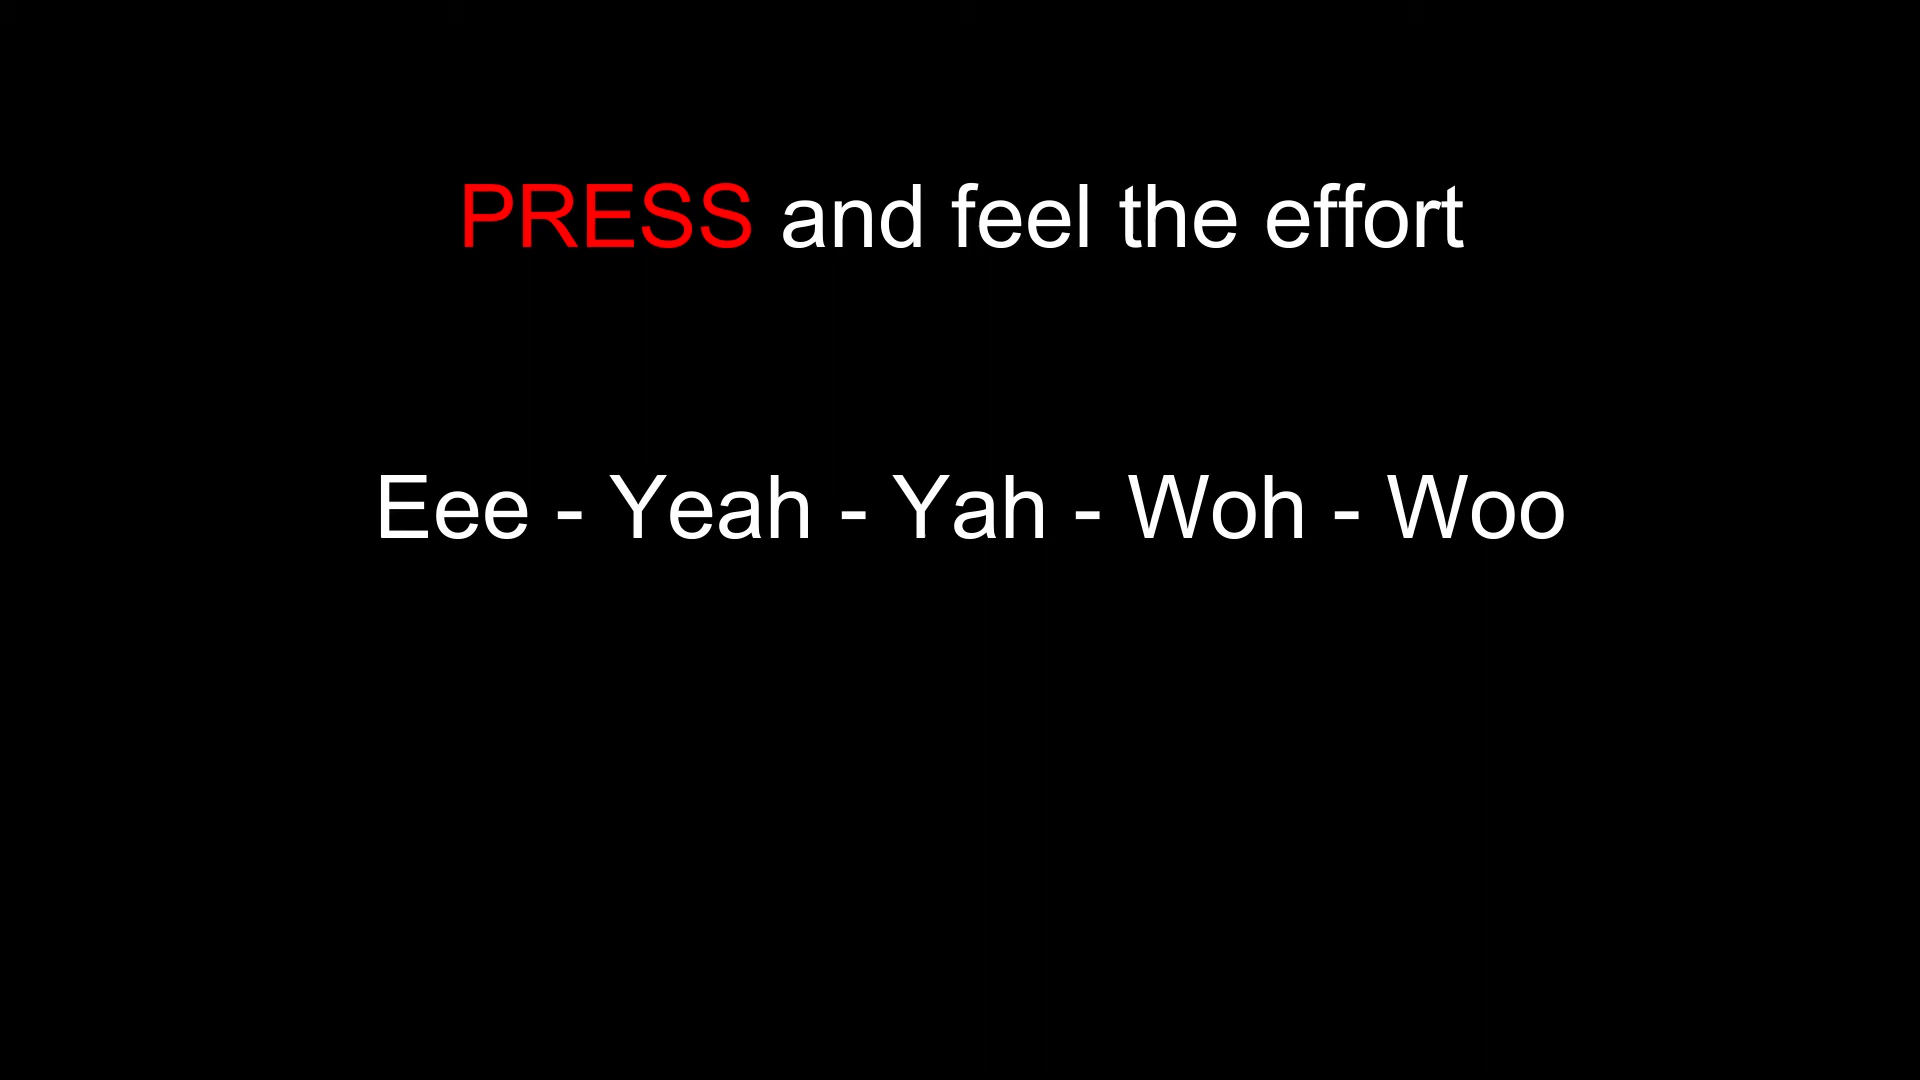 PRESS and feel the effort
Eee - Yeah - Yah - Woh - Woo